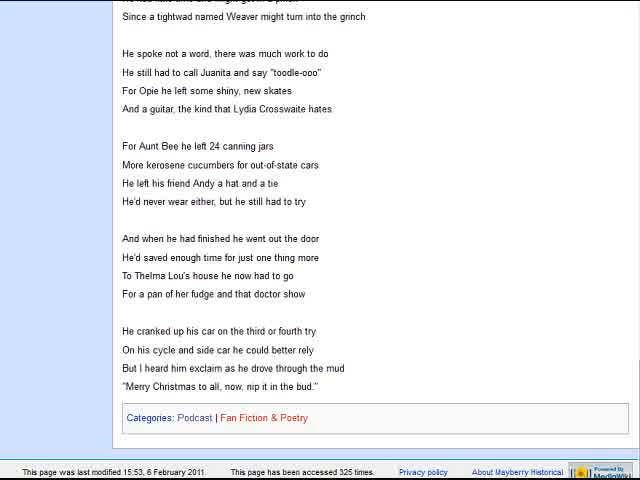 Since a tightwad named Weaver might turn into the grinch
He spoke not a word, there was much work to do
He still had to call Juanita and say "toodle-ooo"
For Opie he left some shiny, new skates
And a guitar, the kind that Lydia Crosswaite hates
For Aunt Bee he left 24 canning jars
More kerosene cucumbers for out-of-state cars
He left his friend Andy a hat and a tie
He'd never wear either, but he still had to try
And when he had finished he went out the door
He'd saved enough time for just one thing more
To Thelma Lou's house he now had to go
For a pan of her fudge and that doctor show
He cranked up his car on the third or fourth try
On his cycle and side car he could better rely
But I heard him exclaim as he drove through the mud
"Merry Christmas to all, now, nip it in the bud."
Categories: Podcast | Fan Fiction & Poetry
This page was last modified 15:53, 6 February 2011. This page has been accessed 325 times. Privacy policy About Mayberry Historical Powered By
MediaWiki